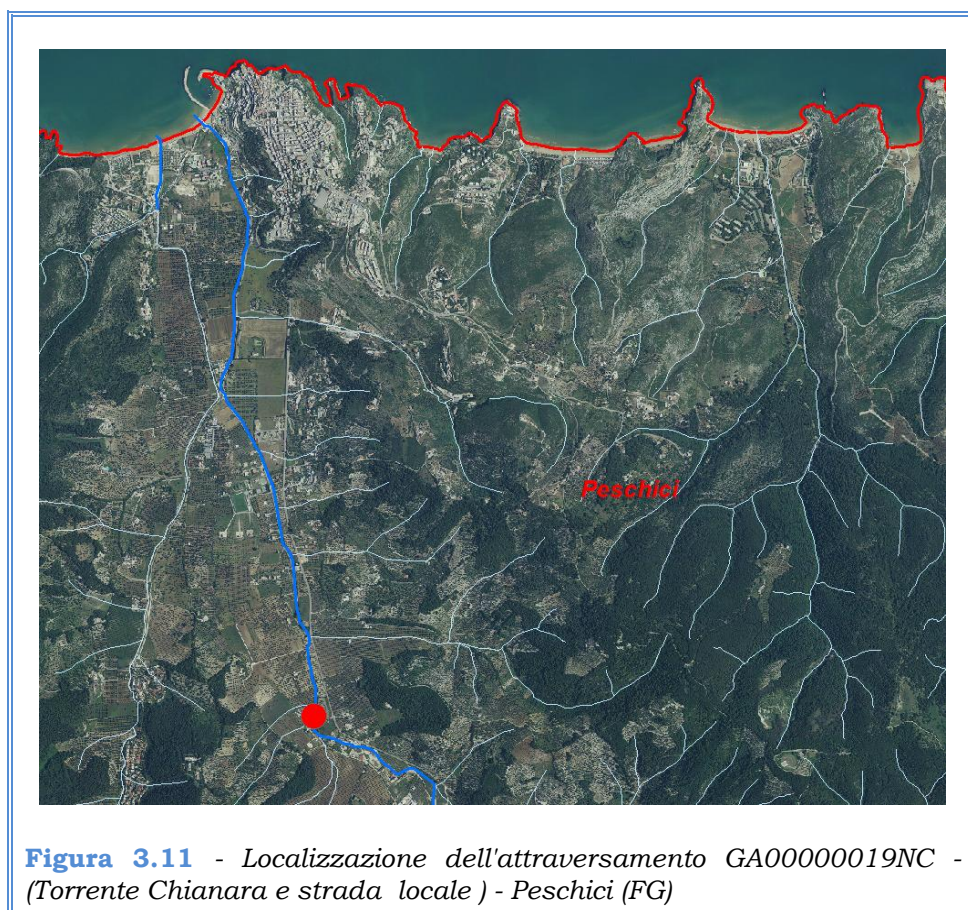 Peschici
Figura 3.11 - Localizzazione dell'attraversamento GA00000019NC -
(Torrente Chianara e strada locale ) - Peschici (FG)